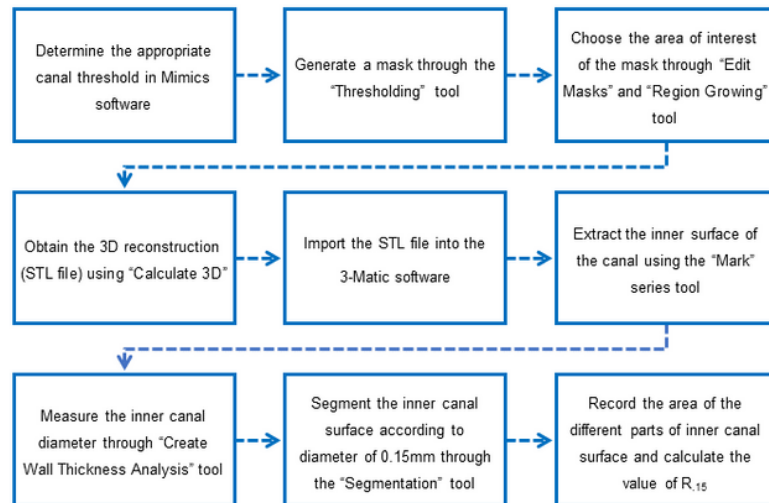 Determine the appropriate
canal threshold in Mimics
software
Generate a mask through the
“Thresholding” tool
Choose the area of interest
of the mask through “Edit
Masks” and “Region Growing”
tool
Obtain the 3D reconstruction
(STL file) using “Calculate 3D”
Import the STL file into the
3-Matic software
Extract the inner surface of
the canal using the “Mark”
series tool
Measure the inner canal
diameter through “Create
Wall Thickness Analysis” tool
Segment the inner canal
surface according to
diameter of 0.15mm through
the “Segmentation” tool
Record the area of the
different parts of inner canal
surface and calculate the
value of R.15